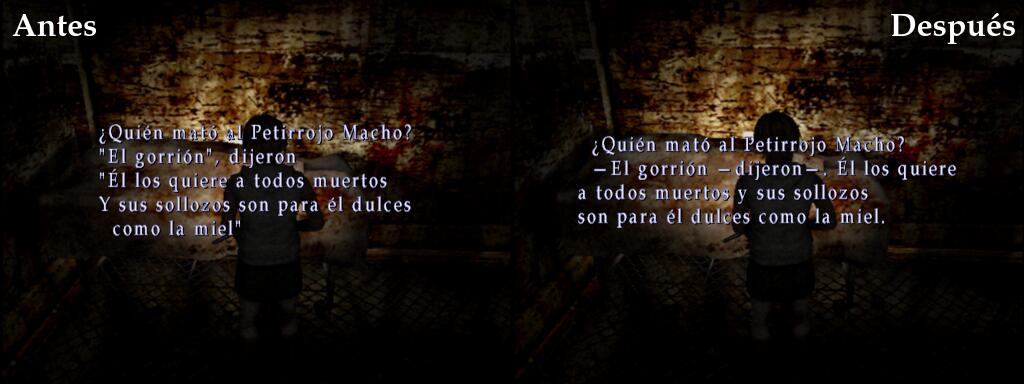 Antes
¿Quién mató al Petirrojo Macho?
"El gorrión", dijeron
"Él los quiere a todos muertos
Y sus sollozos son para él dulces
como la miel"
Después
¿Quién mató al Petirrojo Macho?
—El gorrión —dijeron—. Él los quiere
a todos muertos y sus sollozos
son para él dulces como la miel.